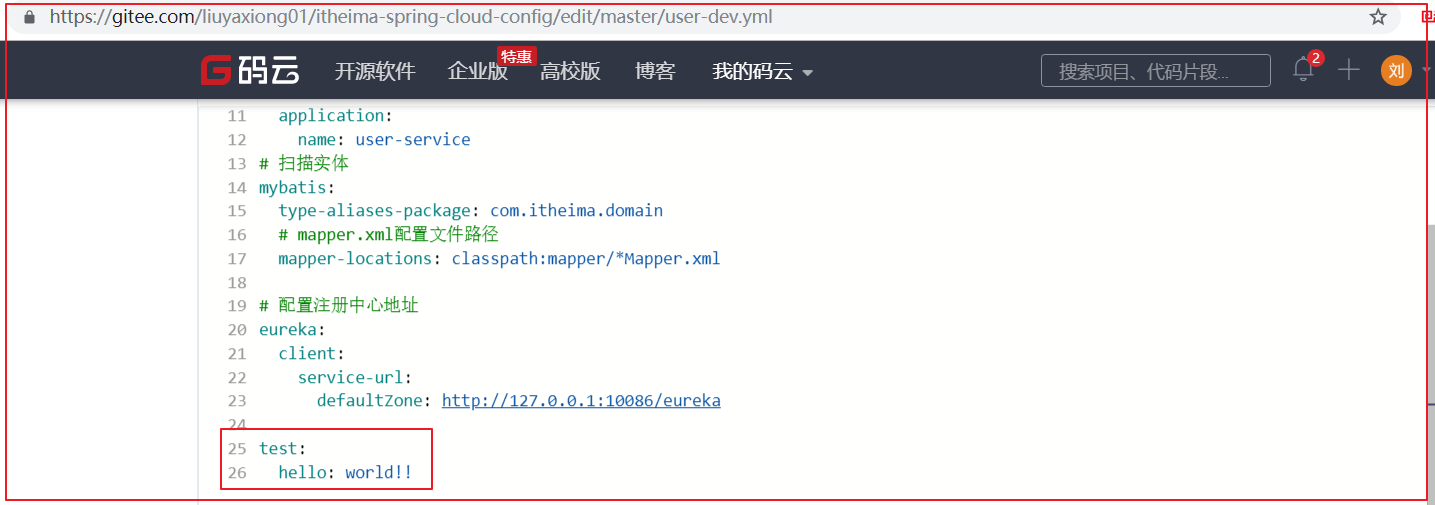 https://gitee.com/liuyaxiong01/itheima-spring-cloud-config/edit/master/user-dev.yml
G 码云 开源软件 企业版 特惠 高校版 博客 我的码云 搜索项目、代码片段... 2 刘
11 application:
12 name: user-service
13 # 扫描实体
14 mybatis:
15 type-aliases-package: com.itheima.domain
16 # mapper.xml配置文件路径
17 mapper-locations: classpath:mapper/*Mapper.xml
18
19 # 配置注册中心地址
20 eureka:
21 client:
22 service-url:
23 defaultZone: http://127.0.0.1:10086/eureka
24
25 test:
26 hello: world!!